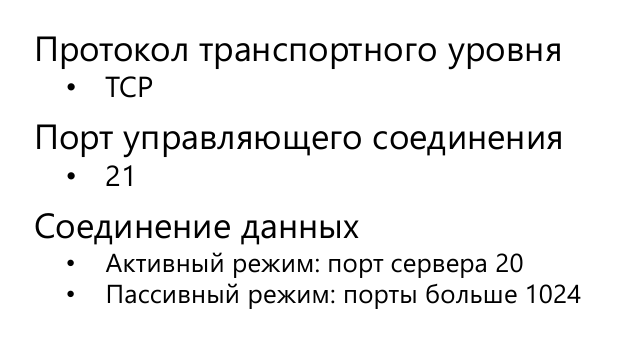 Протокол транспортного уровня
• TCP
Порт управляющего соединения
• 21
Соединение данных
• Активный режим: порт сервера 20
• Пассивный режим: порты больше 1024